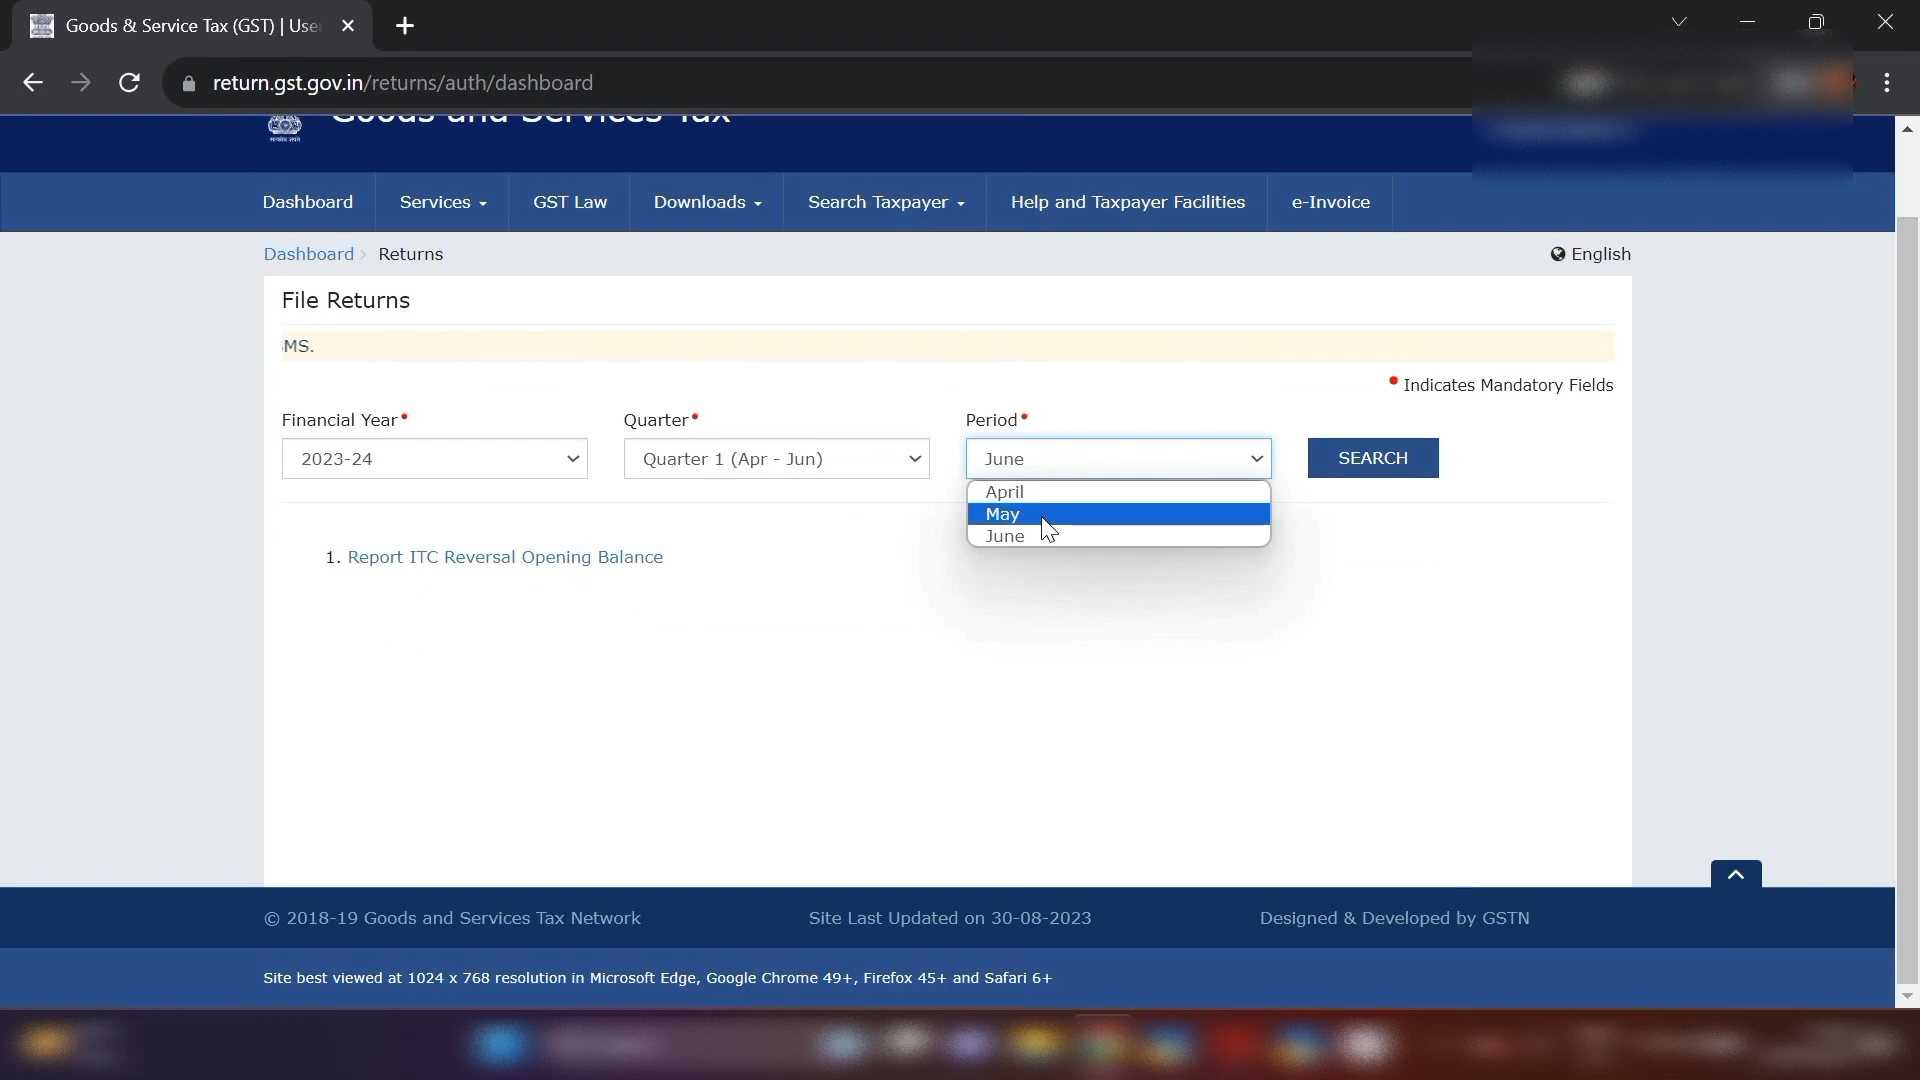 Goods & Service Tax (GST) | Use
return.gst.gov.in/returns/auth/dashboard
Goods and Services Tax
Dashboard Services GST Law Downloads Search Taxpayer Help and Taxpayer Facilities e-Invoice
Dashboard Returns English
File Returns
MS.
Indicates Mandatory Fields
Financial Year Quarter Period
2023-24 Quarter 1 (Apr - Jun) June SEARCH
April
May
June
1. Report ITC Reversal Opening Balance
© 2018-19 Goods and Services Tax Network Site Last Updated on 30-08-2023 Designed & Developed by GSTN
Site best viewed at 1024 x 768 resolution in Microsoft Edge, Google Chrome 49+, Firefox 45+ and Safari 6+